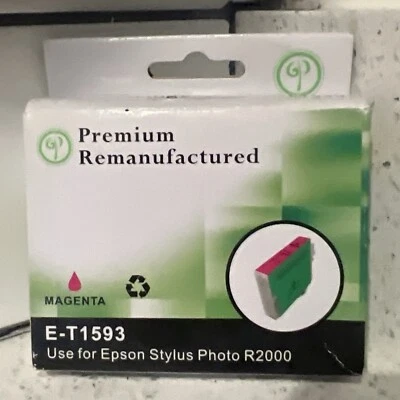 Premium
Remanufactured
MAGENTA
E-T1593
Use for Epson Stylus Photo R2000